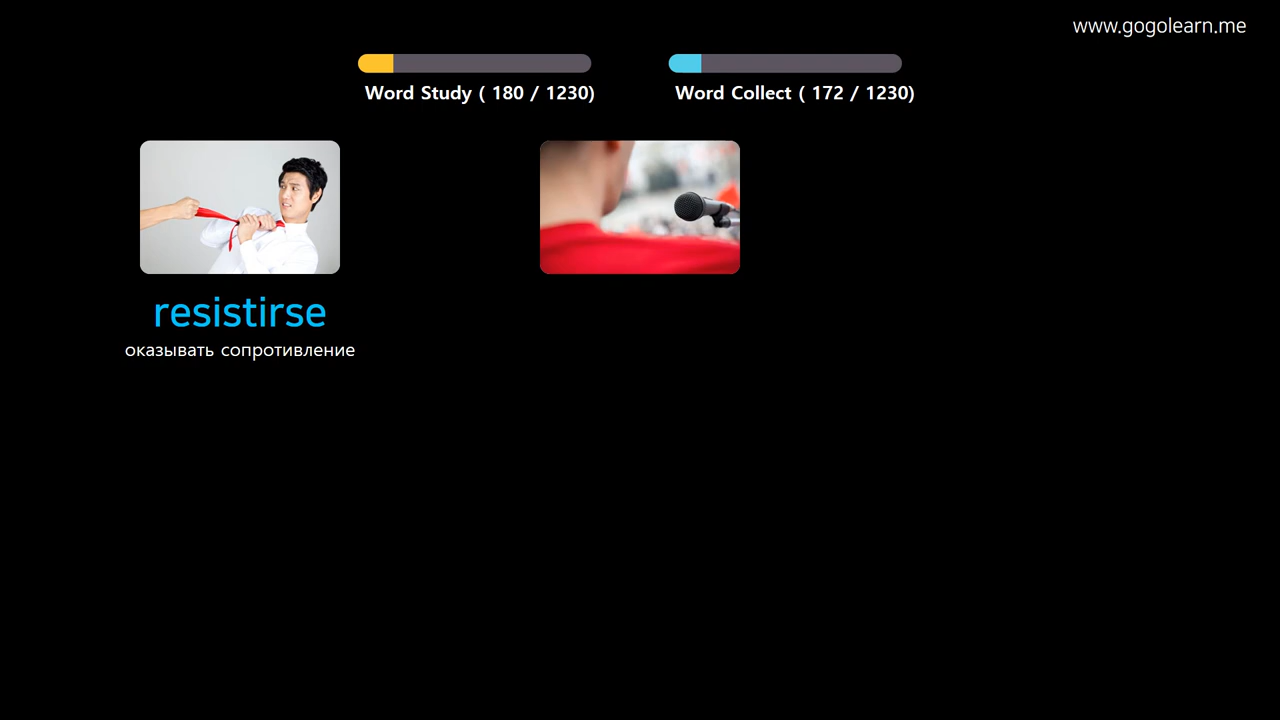 www.gogolearn.me
Word Study ( 180 / 1230)
Word Collect ( 172 / 1230)
resistirse
оказывать сопротивление